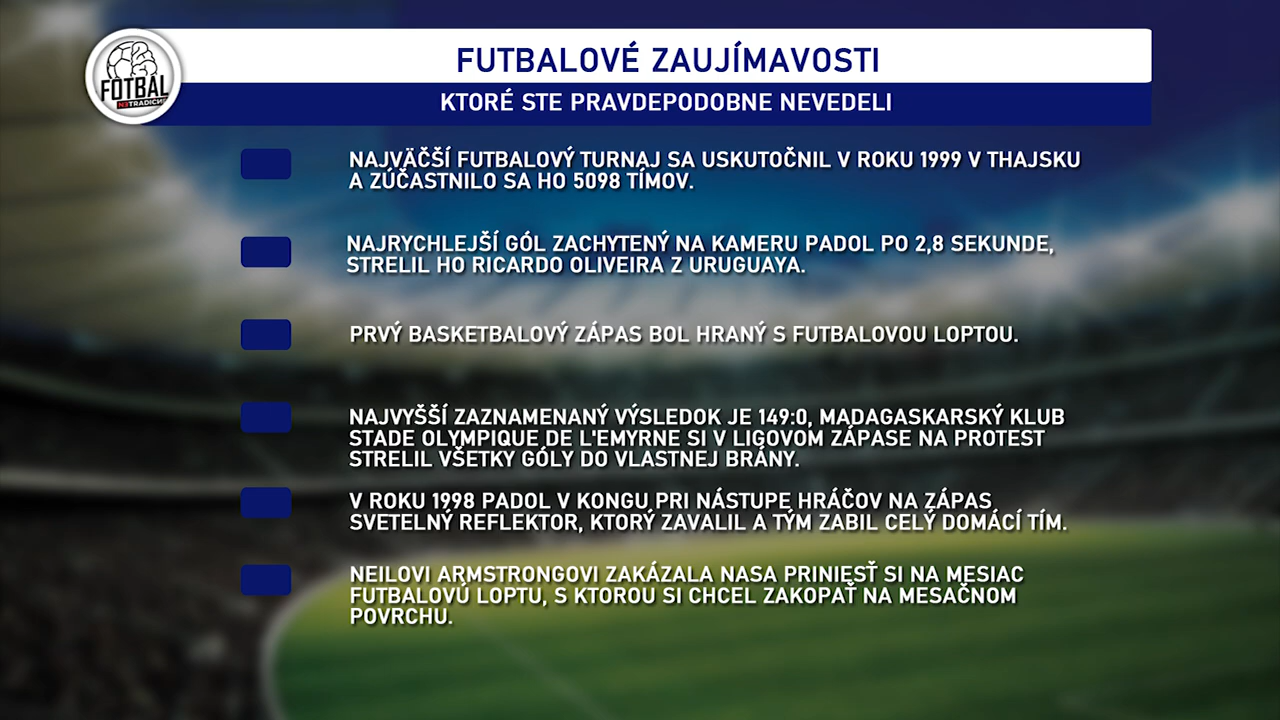 FUTBALOVÉ ZAUJÍMAVOSTI
KTORÉ STE PRAVDEPODOBNE NEVEDELI
FOTBAL
NETRADIČNĚ
NAJVÄČŠÍ FUTBALOVÝ TURNAJ SA USKUTOČNIL V ROKU 1999 V THAJSKU
A ZÚČASTNILO SA HO 5098 TÍMOV.
NAJRYCHLEJŠÍ GÓL ZACHYTENÝ NA KAMERU PADOL PO 2,8 SEKUNDE,
STRELIL HO RICARDO OLIVEIRA Z URUGUAYA.
PRVÝ BASKETBALOVÝ ZÁPAS BOL HRANÝ S FUTBALOVOU LOPTOU.
NAJVYŠŠÍ ZAZNAMENANÝ VÝSLEDOK JE 149:0, MADAGASKARSKÝ KLUB
STADE OLYMPIQUE DE L'EMYRNE SI V LIGOVOM ZÁPASE NA PROTEST
STRELIL VŠETKY GÓLY DO VLASTNEJ BRÁNY.
V ROKU 1998 PADOL V KONGU PRI NÁSTUPE HRÁČOV NA ZÁPAS
SVETELNÝ REFLEKTOR, KTORÝ ZAVALIL A TÝM ZABIL CELÝ DOMÁCÍ TÍM.
NEILOVI ARMSTRONGOVI ZAKÁZALA NASA PRINIESŤ SI NA MESIAC
FUTBALOVÚ LOPTU, S KTOROU SI CHCEL ZAKOPAŤ NA MESAČNOM
POVRCHU.